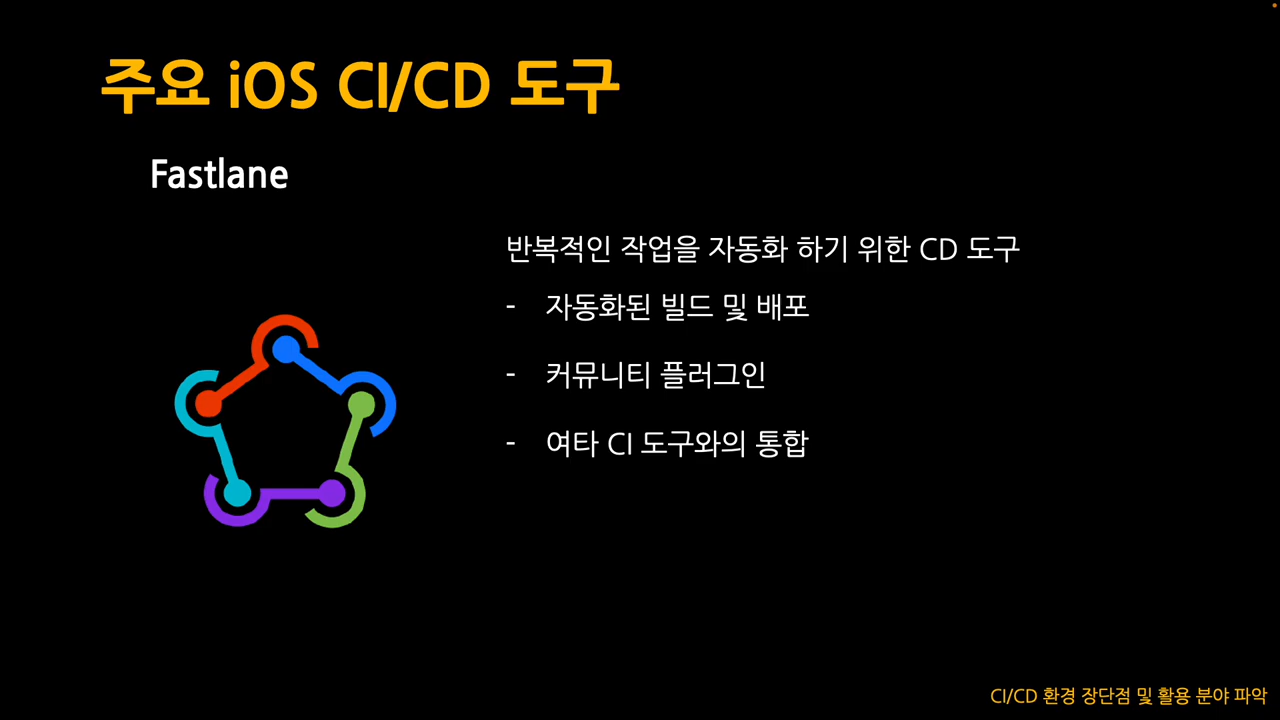 주요 iOS CI/CD 도구
Fastlane
반복적인 작업을 자동화 하기 위한 CD 도구
- 자동화된 빌드 및 배포
- 커뮤니티 플러그인
- 여타 CI 도구와의 통합
CI/CD 환경 장단점 및 활용 분야 파악